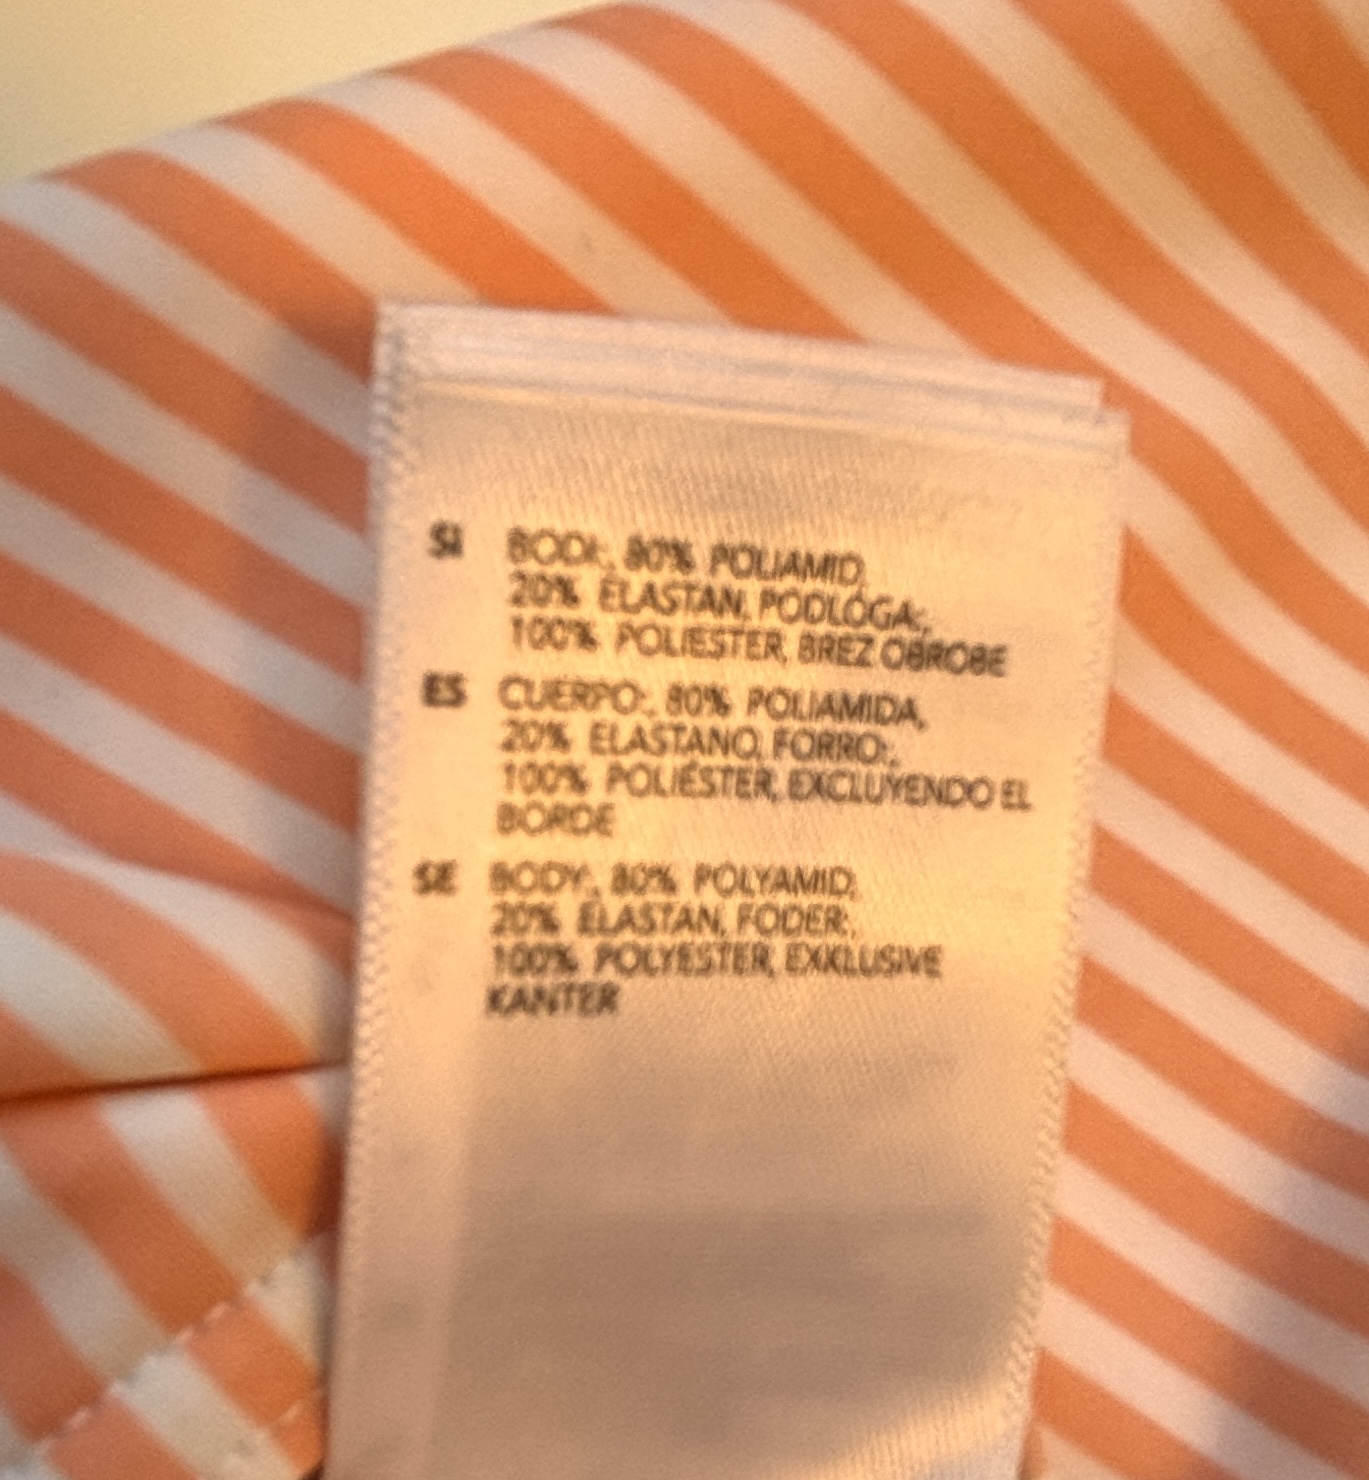 SI BODI:, 80% POLIAMID,
20% ELASTAN, PODLOGA:,
100% POLIESTER, BREZ OBROBE
ES CUERPO:, 80% POLIAMIDA,
20% ELASTANO, FORRO:,
100% POLIÉSTER, EXCLUYENDO EL
BORDE
SE BODY:, 80% POLYAMID,
20% ELASTAN, FODER:,
100% POLYESTER, EXKLUSIVE
KANTER